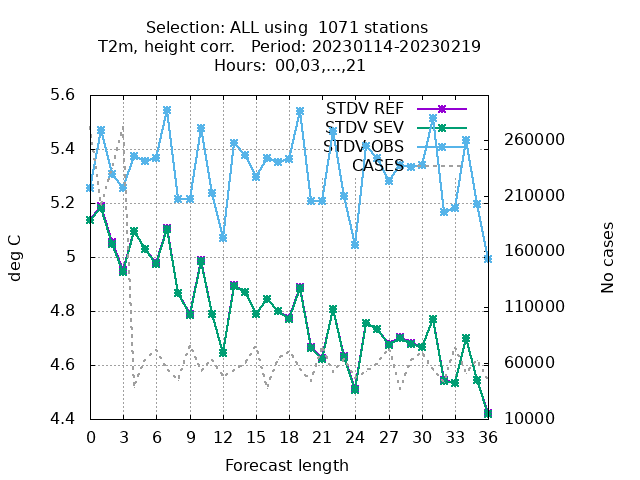 Selection: ALL using  1071 stations
T2m, height corr.   Period: 20230114-20230219
Hours:  00,03,...,21
STDV REF
STDV SEV
STDV OBS
CASES
5.6
5.4
5.2
5
4.8
4.6
4.4
260000
210000
160000
110000
60000
10000
deg C
No cases
0 3 6 9 12 15 18 21 24 27 30 33 36
Forecast length